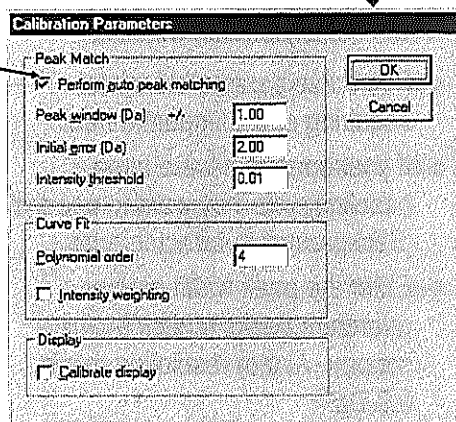 Calibration Parameters
Peak Match
Perform auto peak matching
Peak window (Da) +/- 1.00
Initial error (Da) 2.00
Intensity threshold 0.01
OK
Cancel
Curve Fit
Polynomial order 4
Intensity weighting
Display
Calibrate display